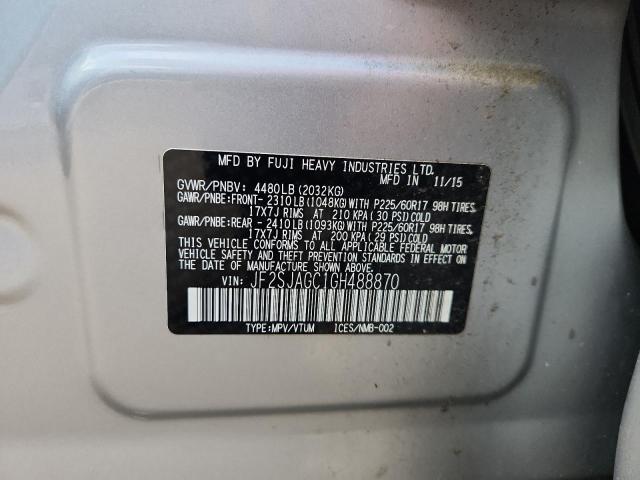 MFD BY FUJI HEAVY INDUSTRIES LTD.
MFD IN 11/15
GVWR/PNBV: 4480LB(2032KG)
GAWR/PNBE:FRONT- 2310LB(1048KG)WITH P225/60R17 98H TIRES,
17X7J RIMS AT 210 KPA(30 PSI)COLD
GAWR/PNBE:REAR - 2410LB(1093KG)WITH P225/60R17 98H TIRES,
17X7J RIMS AT 200 KPA(29 PSI)COLD
THIS VEHICLE CONFORMS TO ALL APPLICABLE FEDERAL MOTOR
VEHICLE SAFETY AND THEFT PREVENTION STANDARDS IN EFFECT
ON THE DATE OF MANUFACTURE SHOWN ABOVE.
VIN: JF2SJAGC1GH488870
TYPE:MPV/VTUM ICES/NMB-002